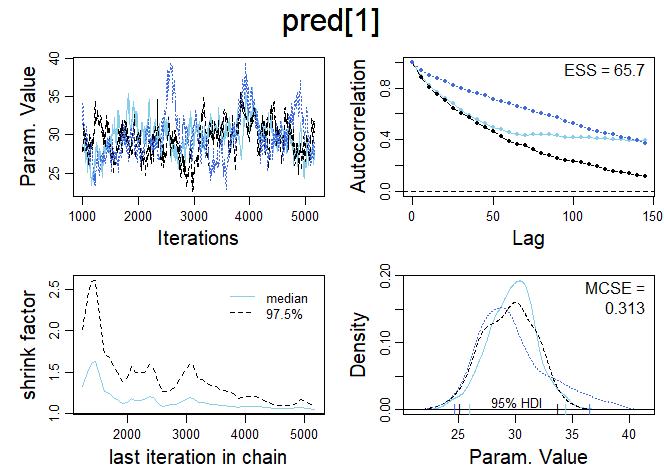 pred[1]
Param. Value
25 30 35 40
1000 2000 3000 4000 5000
Iterations
Autocorrelation
0.0 0.4 0.8
ESS = 65.7
0 50 100 150
Lag
shrink factor
1.0 1.5 2.0 2.5
median
97.5%
2000 3000 4000 5000
last iteration in chain
Density
0.00 0.10 0.20
MCSE =
0.313
95% HDI
25 30 35 40
Param. Value